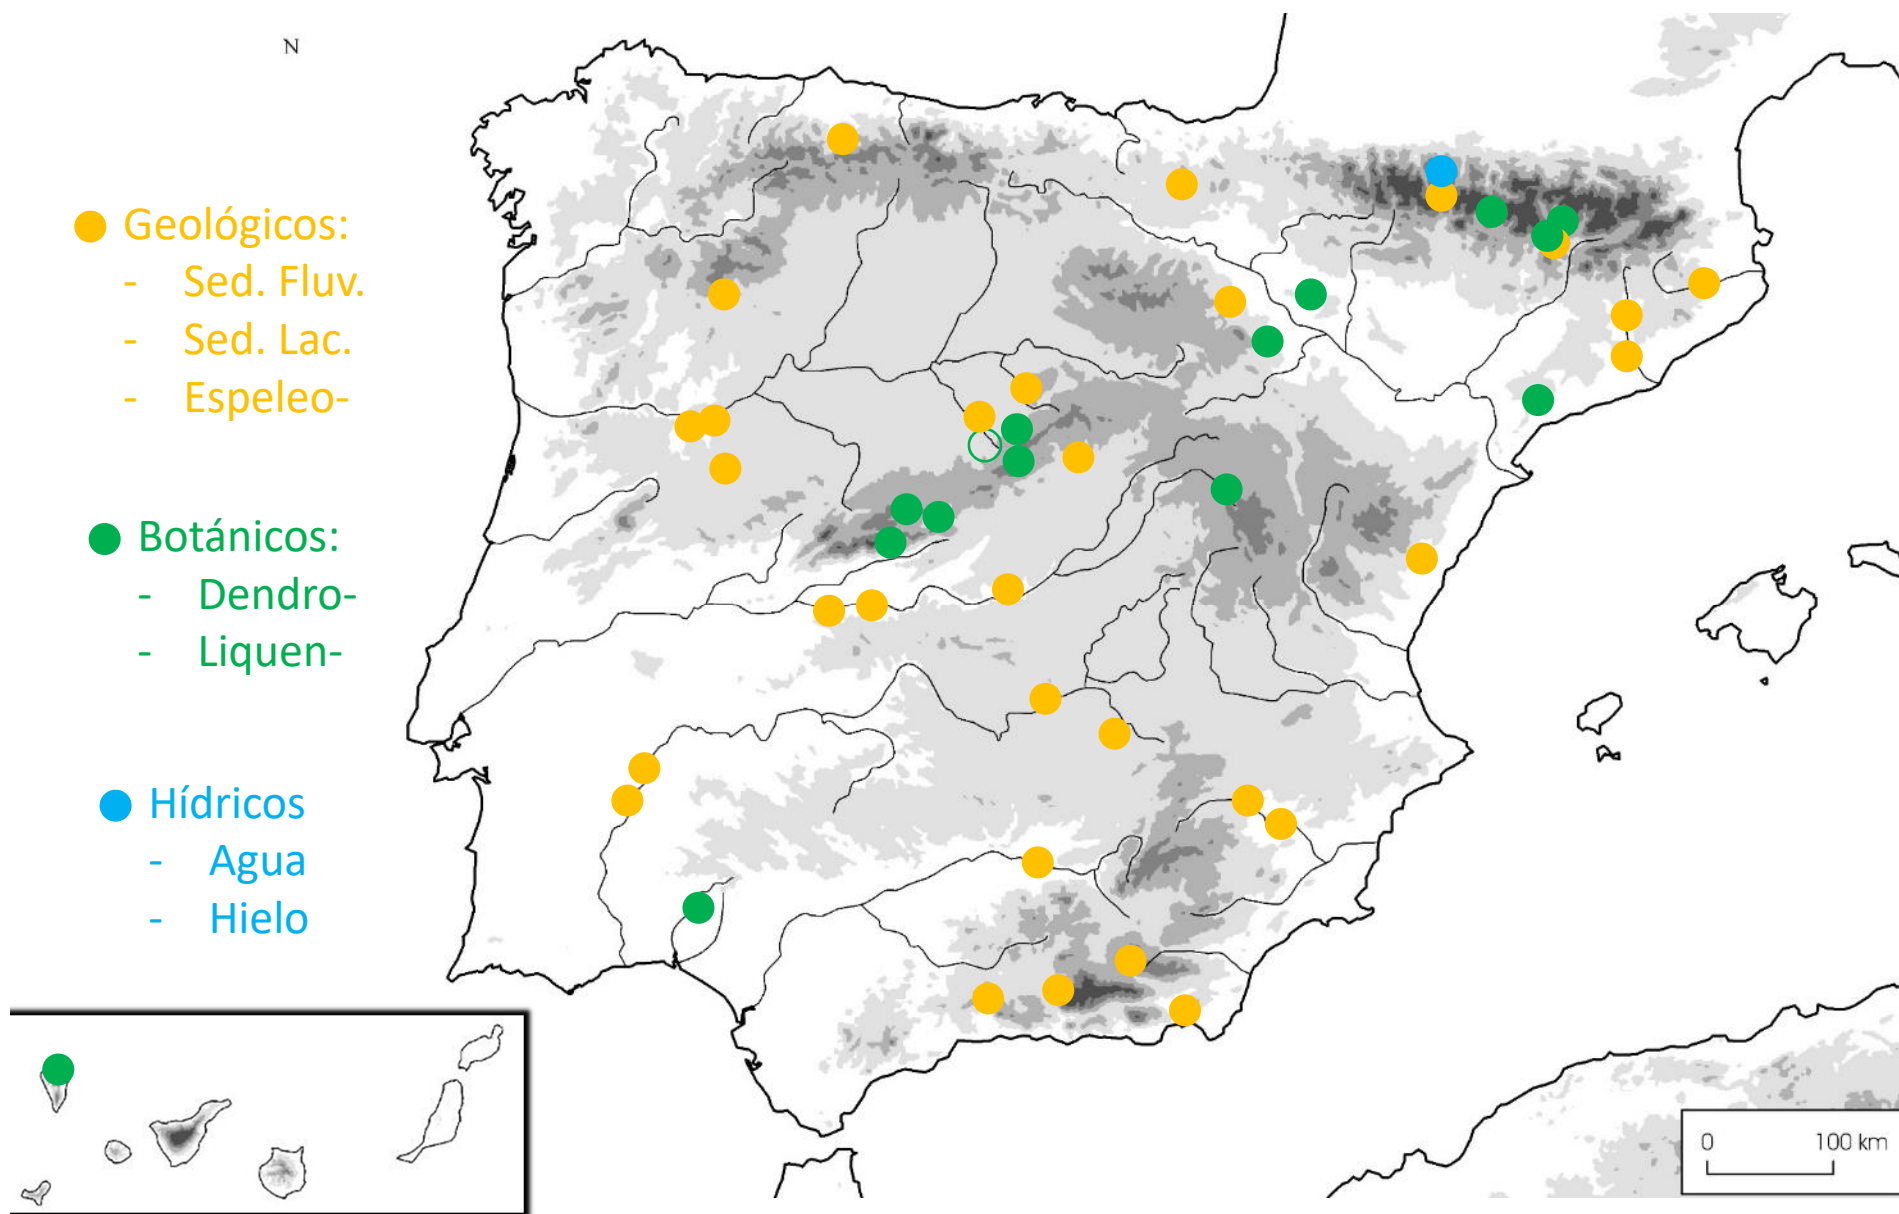 N
Geológicos:
- Sed. Fluv.
- Sed. Lac.
- Espeleo-
Botánicos:
- Dendro-
- Liquen-
Hídricos
- Agua
- Hielo
0 100 km